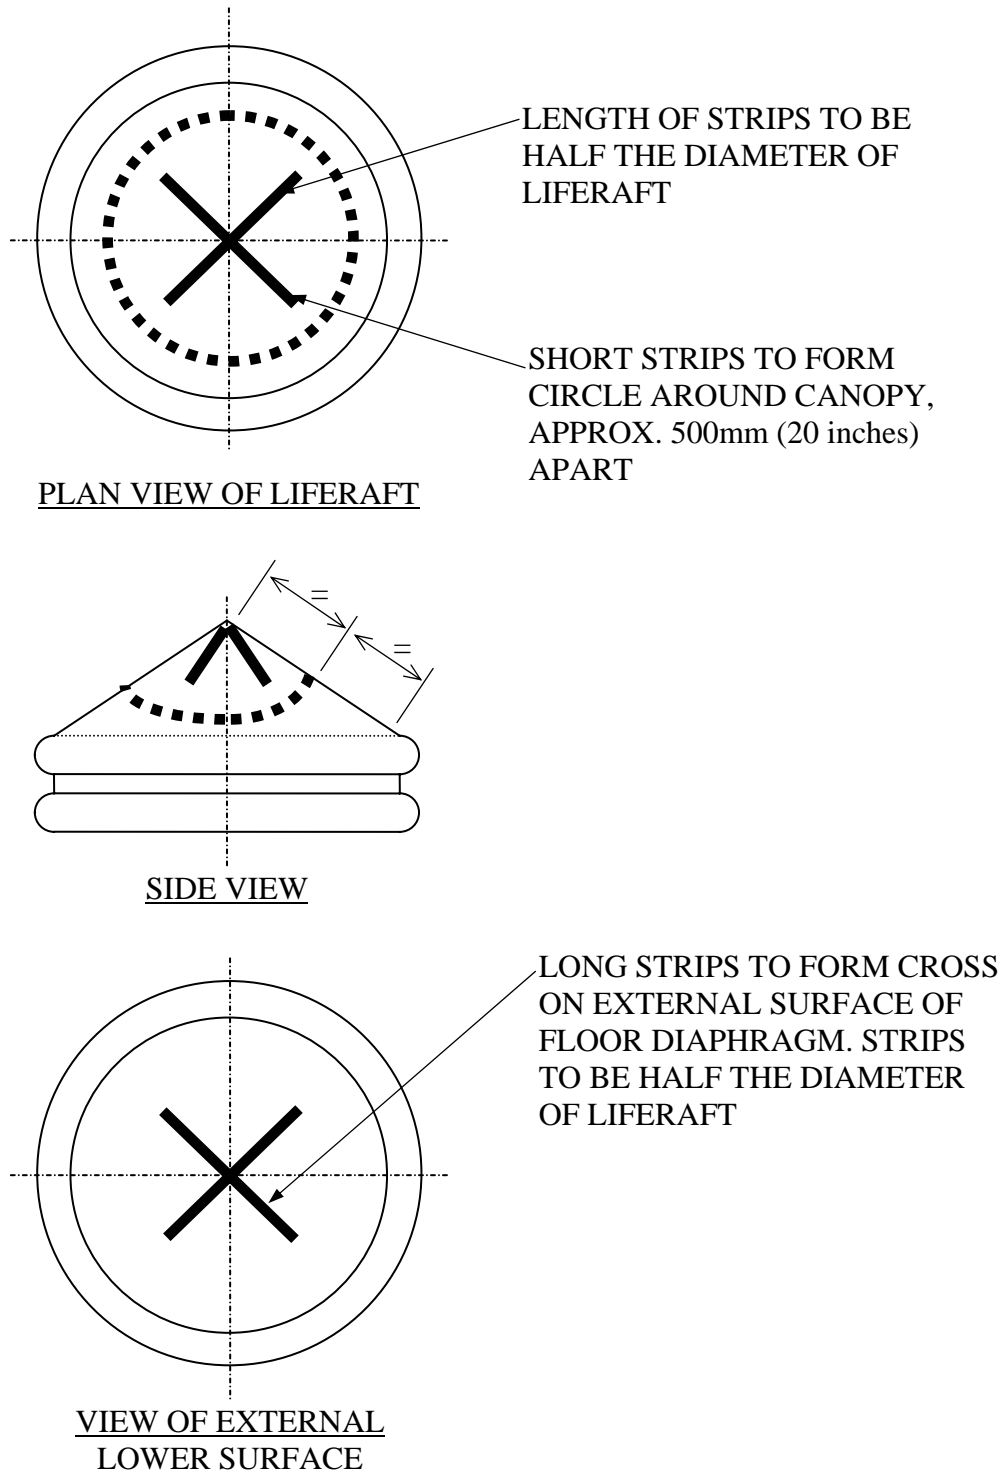 LENGTH OF STRIPS TO BE
HALF THE DIAMETER OF
LIFERAFT
SHORT STRIPS TO FORM
CIRCLE AROUND CANOPY,
APPROX. 500mm (20 inches)
APART
PLAN VIEW OF LIFERAFT
=
=
SIDE VIEW
LONG STRIPS TO FORM CROSS
ON EXTERNAL SURFACE OF
FLOOR DIAPHRAGM. STRIPS
TO BE HALF THE DIAMETER
OF LIFERAFT
VIEW OF EXTERNAL
LOWER SURFACE